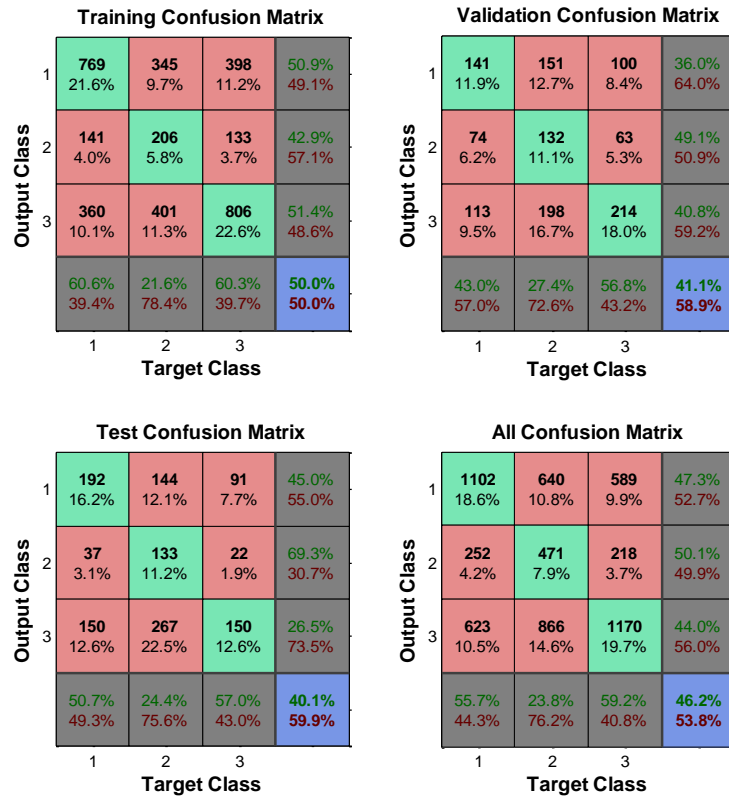 Training Confusion Matrix
Output Class
1
769 345 398 50.9%
21.6% 9.7% 11.2% 49.1%
2
141 206 133 42.9%
4.0% 5.8% 3.7% 57.1%
3
360 401 806 51.4%
10.1% 11.3% 22.6% 48.6%
60.6% 21.6% 60.3% 50.0%
39.4% 78.4% 39.7% 50.0%
1 2 3
Target Class
Validation Confusion Matrix
Output Class
1
141 151 100 36.0%
11.9% 12.7% 8.4% 64.0%
2
74 132 63 49.1%
6.2% 11.1% 5.3% 50.9%
3
113 198 214 40.8%
9.5% 16.7% 18.0% 59.2%
43.0% 27.4% 56.8% 41.1%
57.0% 72.6% 43.2% 58.9%
1 2 3
Target Class
Test Confusion Matrix
Output Class
1
192 144 91 45.0%
16.2% 12.1% 7.7% 55.0%
2
37 133 22 69.3%
3.1% 11.2% 1.9% 30.7%
3
150 267 150 26.5%
12.6% 22.5% 12.6% 73.5%
50.7% 24.4% 57.0% 40.1%
49.3% 75.6% 43.0% 59.9%
1 2 3
Target Class
All Confusion Matrix
Output Class
1
1102 640 589 47.3%
18.6% 10.8% 9.9% 52.7%
2
252 471 218 50.1%
4.2% 7.9% 3.7% 49.9%
3
623 866 1170 44.0%
10.5% 14.6% 19.7% 56.0%
55.7% 23.8% 59.2% 46.2%
44.3% 76.2% 40.8% 53.8%
1 2 3
Target Class